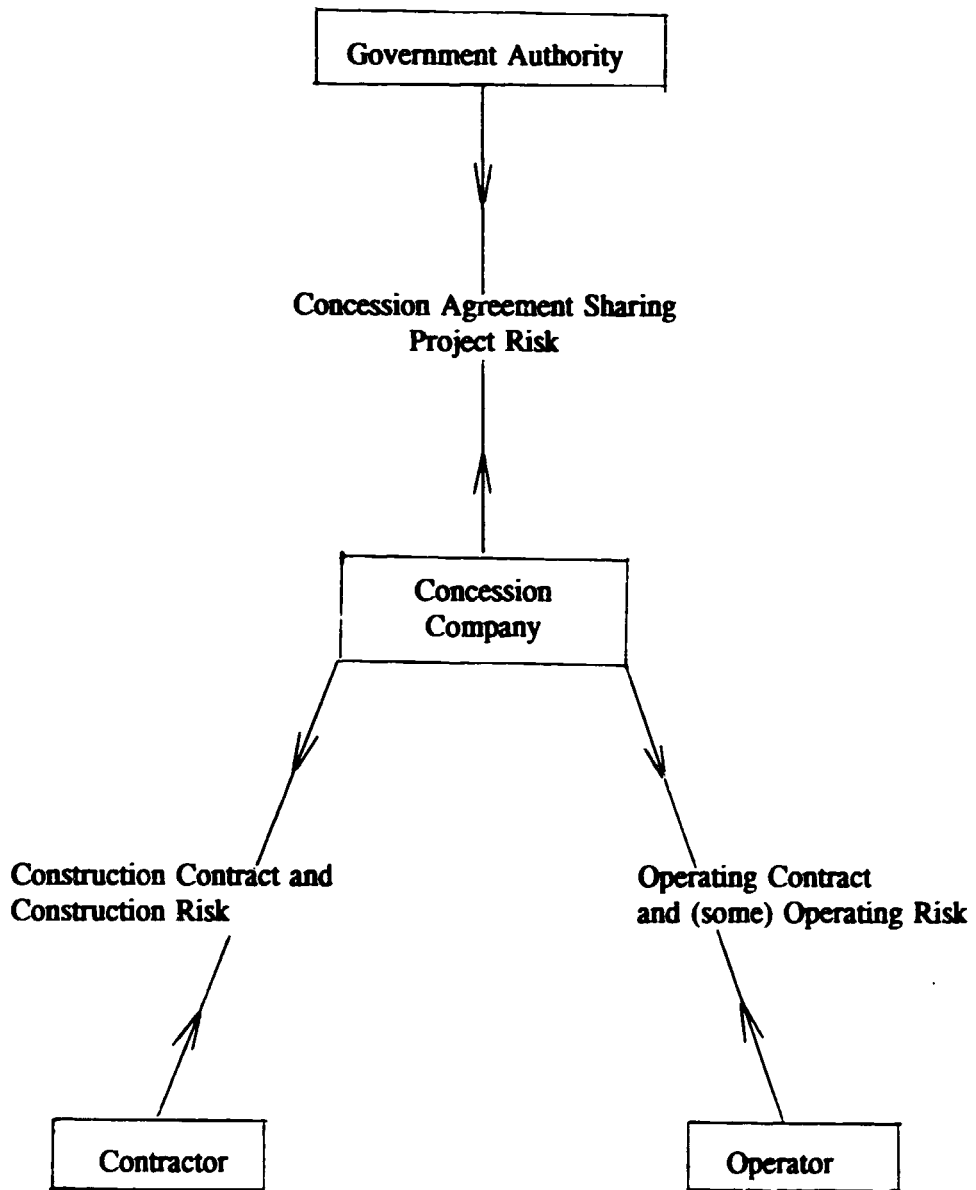 Government Authority
Concession Agreement Sharing
Project Risk
Concession
Company
Construction Contract and
Construction Risk
Operating Contract
and (some) Operating Risk
Contractor
Operator